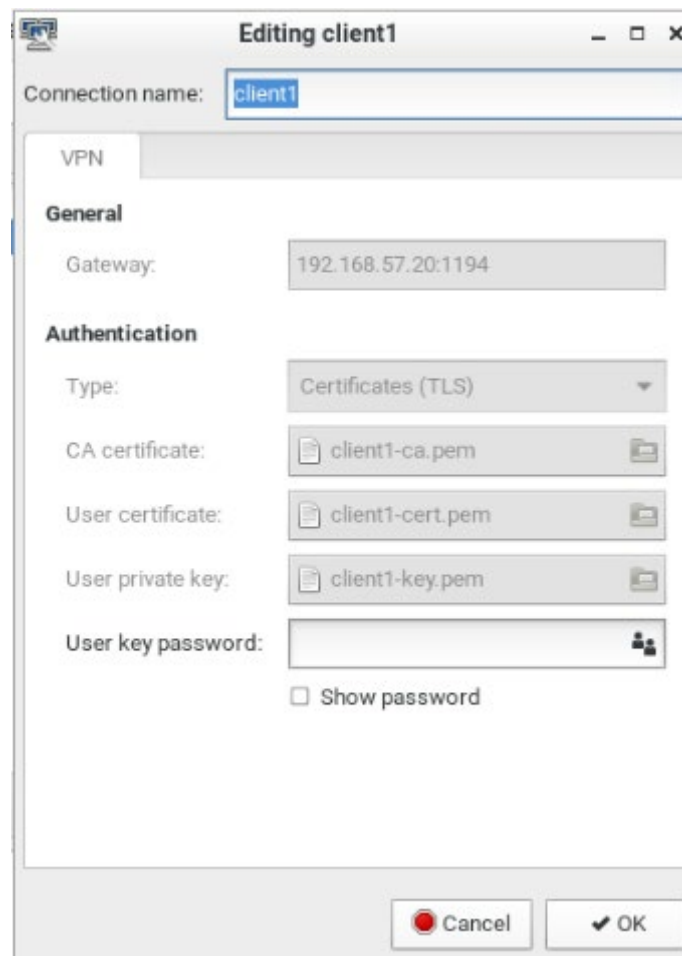 Editing client1
Connection name: client1
VPN
General
Gateway: 192.168.57.20:1194
Authentication
Type: Certificates (TLS)
CA certificate: client1-ca.pem
User certificate: client1-cert.pem
User private key: client1-key.pem
User key password:
Show password
Cancel OK